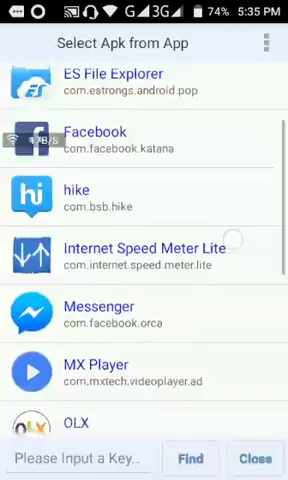 G 3G 74% 5:35 PM
Select Apk from App
ES File Explorer
com.estrongs.android.pop
Facebook
com.facebook.katana
B/S
hike
com.bsb.hike
Internet Speed Meter Lite
com.internet.speed.meter.lite
Messenger
com.facebook.orca
MX Player
com.mxtech.videoplayer.ad
OLX
Please Input a Key...
Find
Close